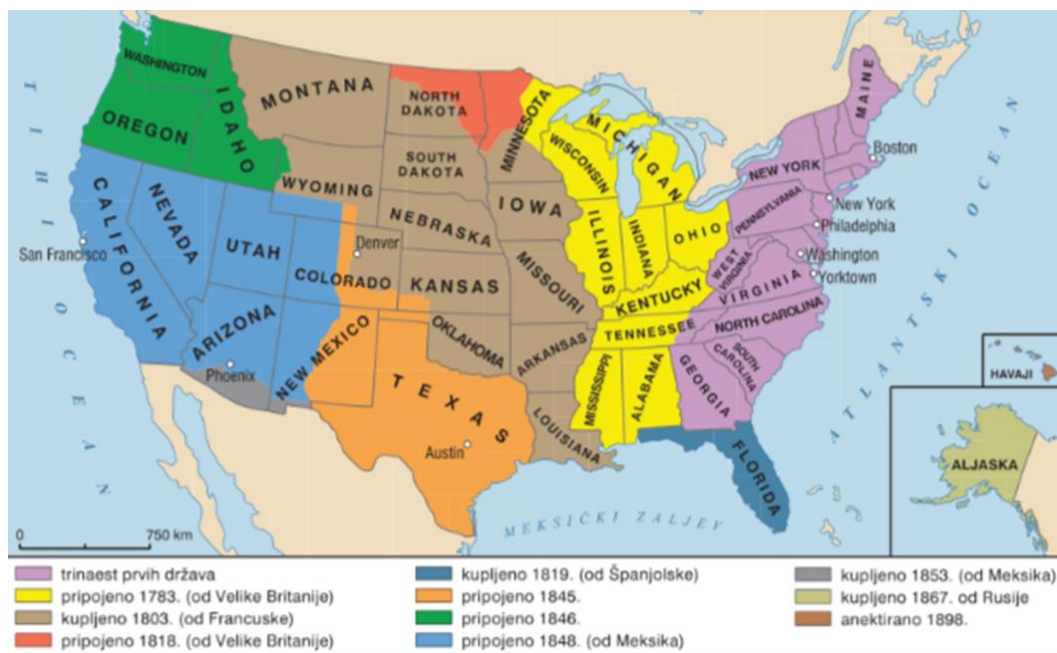 WASHINGTON
OREGON
IDAHO
MONTANA
NORTH
DAKOTA
MINNESOTA
WISCONSIN
MICHIGAN
MAINE
SOUTH
DAKOTA
WYOMING
NEBRASKA
IOWA
ILLINOIS
INDIANA
OHIO
NEW YORK
PENNSYLVANIA
Boston
New York
Philadelphia
Washington
Yorktown
WEST
VIRGINIA
VIRGINIA
NORTH CAROLINA
SOUTH
CAROLINA
GEORGIA
FLORIDA
KENTUCKY
TENNESSEE
MISSISSIPPI
ALABAMA
CALIFORNIA
NEVADA
UTAH
COLORADO
Denver
KANSAS
MISSOURI
San Francisco
ARIZONA
Phoenix
NEW MEXICO
OKLAHOMA
ARKANSAS
TEXAS
Austin
LOUISIANA
TIHI OCEAN
ATLANTSKI OCEAN
MEKSIČKI ZALJEV
HAVAJI
ALJASKA
0 750 km
trinaest prvih država
pripojeno 1783. (od Velike Britanije)
kupljeno 1803. (od Francuske)
pripojeno 1818. (od Velike Britanije)
kupljeno 1819. (od Španjolske)
pripojeno 1845.
pripojeno 1846.
pripojeno 1848. (od Meksika)
kupljeno 1853. (od Meksika)
kupljeno 1867. od Rusije
anektirano 1898.